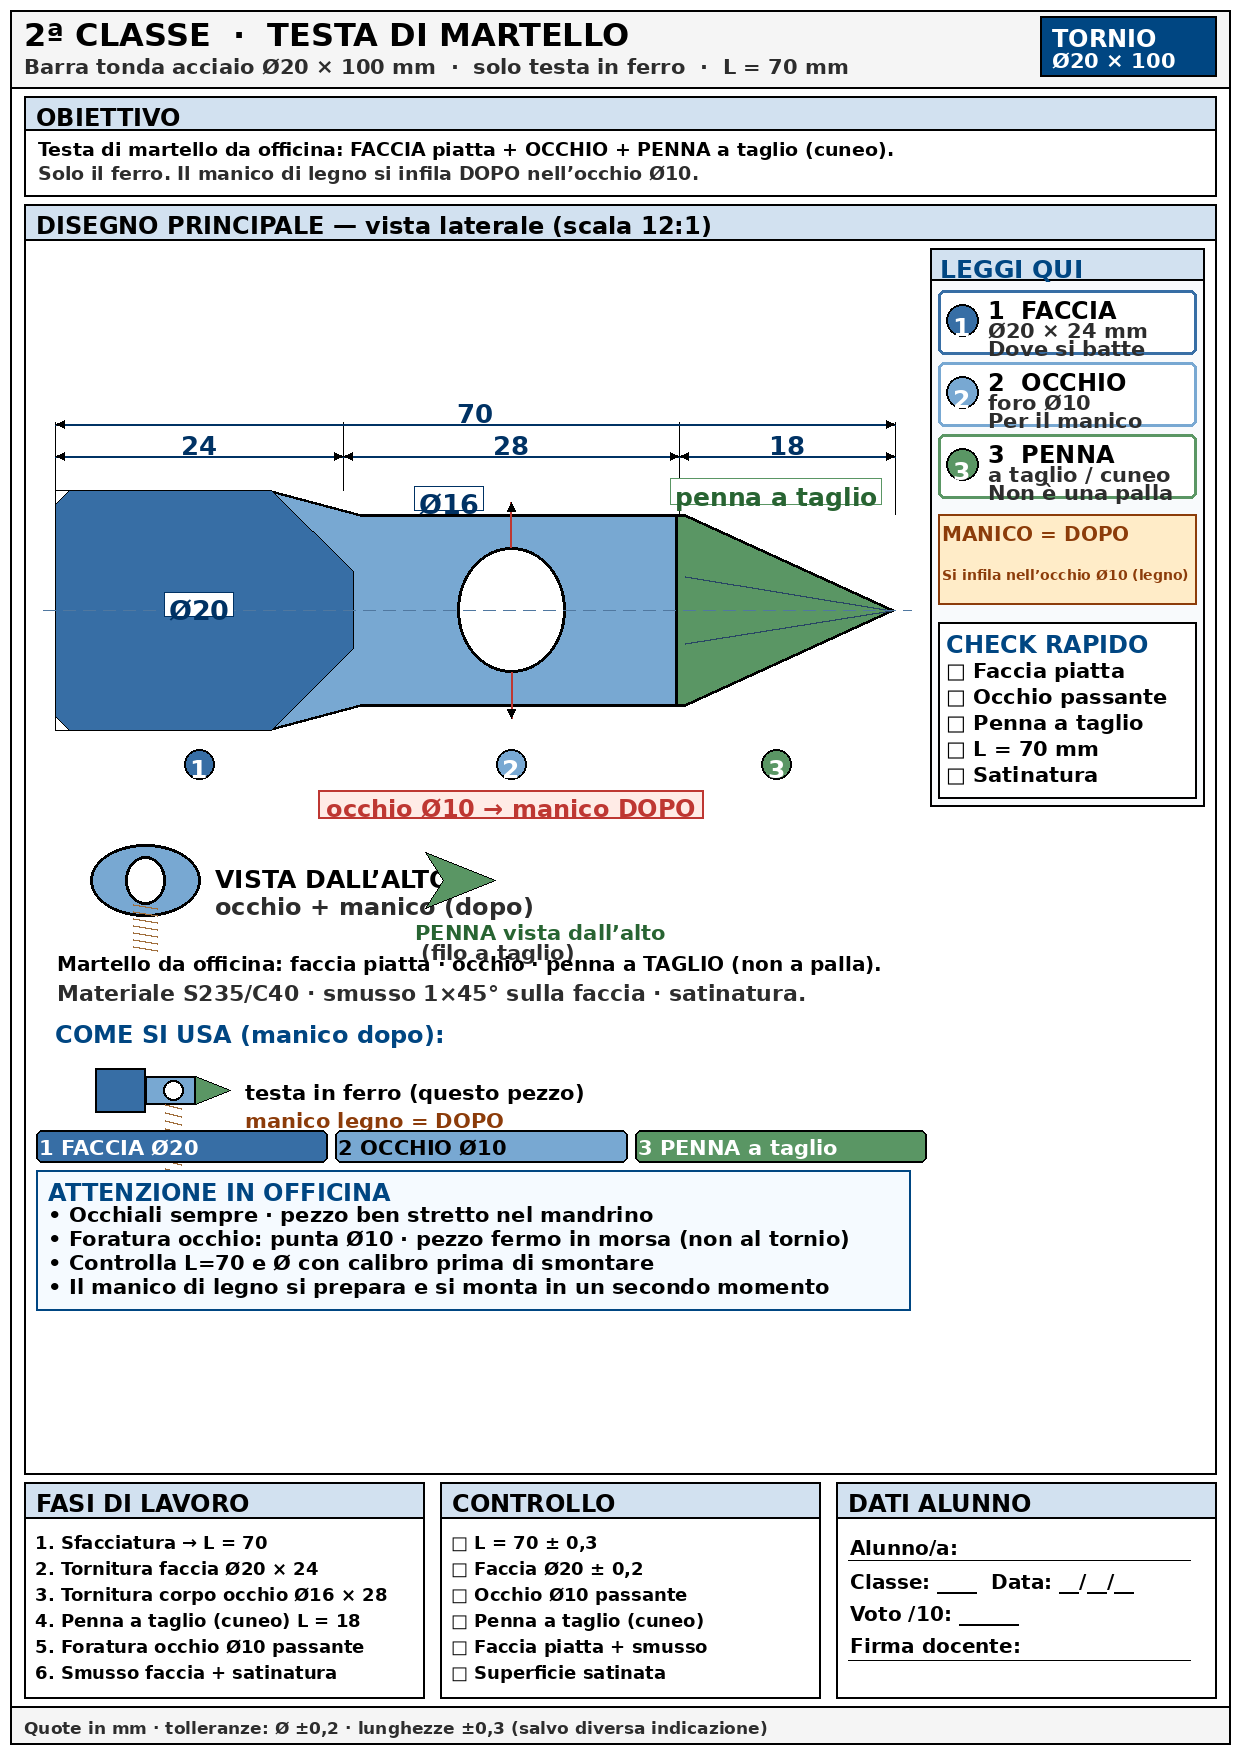 2ª CLASSE · TESTA DI MARTELLO
Barra tonda acciaio Ø20 × 100 mm · solo testa in ferro · L = 70 mm
TORNIO
Ø20 × 100
OBIETTIVO
Testa di martello da officina: FACCIA piatta + OCCHIO + PENNA a taglio (cuneo).
Solo il ferro. Il manico di legno si infila DOPO nell’occhio Ø10.
DISEGNO PRINCIPALE — vista laterale (scala 12:1)
70
24
28
18
Ø16
penna a taglio
Ø20
1
2
3
occhio Ø10 → manico DOPO
LEGGI QUI
1
1 FACCIA
Ø20 × 24 mm
Dove si batte
2
2 OCCHIO
foro Ø10
Per il manico
3
3 PENNA
a taglio / cuneo
Non è una palla
MANICO = DOPO
Si infila nell’occhio Ø10 (legno)
CHECK RAPIDO
□ Faccia piatta
□ Occhio passante
□ Penna a taglio
□ L = 70 mm
□ Satinatura
VISTA DALL’ALTO
occhio + manico (dopo)
PENNA vista dall’alto
(filo a taglio)
Martello da officina: faccia piatta · occhio · penna a TAGLIO (non a palla).
Materiale S235/C40 · smusso 1×45° sulla faccia · satinatura.
COME SI USA (manico dopo):
testa in ferro (questo pezzo)
manico legno = DOPO
1 FACCIA Ø20
2 OCCHIO Ø10
3 PENNA a taglio
ATTENZIONE IN OFFICINA
• Occhiali sempre · pezzo ben stretto nel mandrino
• Foratura occhio: punta Ø10 · pezzo fermo in morsa (non al tornio)
• Controlla L=70 e Ø con calibro prima di smontare
• Il manico di legno si prepara e si monta in un secondo momento
FASI DI LAVORO
1. Sfacciatura → L = 70
2. Tornitura faccia Ø20 × 24
3. Tornitura corpo occhio Ø16 × 28
4. Penna a taglio (cuneo) L = 18
5. Foratura occhio Ø10 passante
6. Smusso faccia + satinatura
CONTROLLO
□ L = 70 ± 0,3
□ Faccia Ø20 ± 0,2
□ Occhio Ø10 passante
□ Penna a taglio (cuneo)
□ Faccia piatta + smusso
□ Superficie satinata
DATI ALUNNO
Alunno/a:
Classe: ____ Data: __/__/__
Voto /10: ______
Firma docente:
Quote in mm · tolleranze: Ø ±0,2 · lunghezze ±0,3 (salvo diversa indicazione)